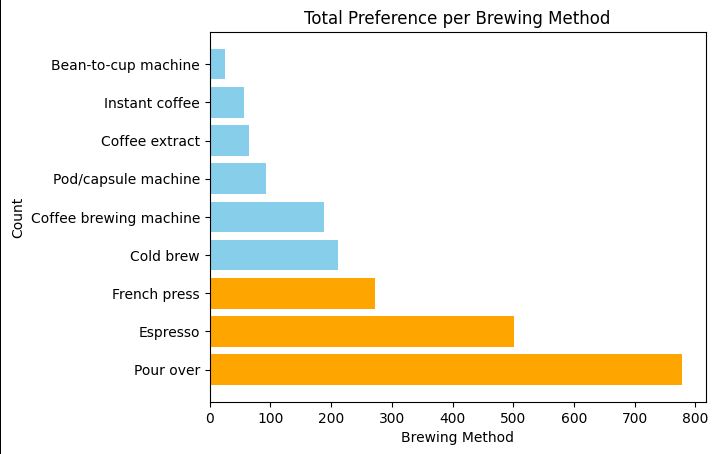 Total Preference per Brewing Method
Bean-to-cup machine
Instant coffee
Coffee extract
Pod/capsule machine
Coffee brewing machine
Cold brew
French press
Espresso
Pour over
Count
0 100 200 300 400 500 600 700 800
Brewing Method